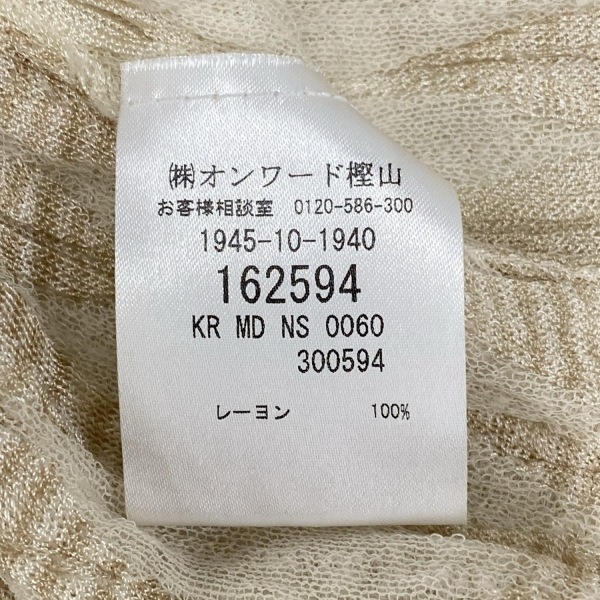 ㈱オンワード樫山
お客様相談室 0120-586-300
1945-10-1940
162594
KR MD NS 0060
300594
レーヨン 100%